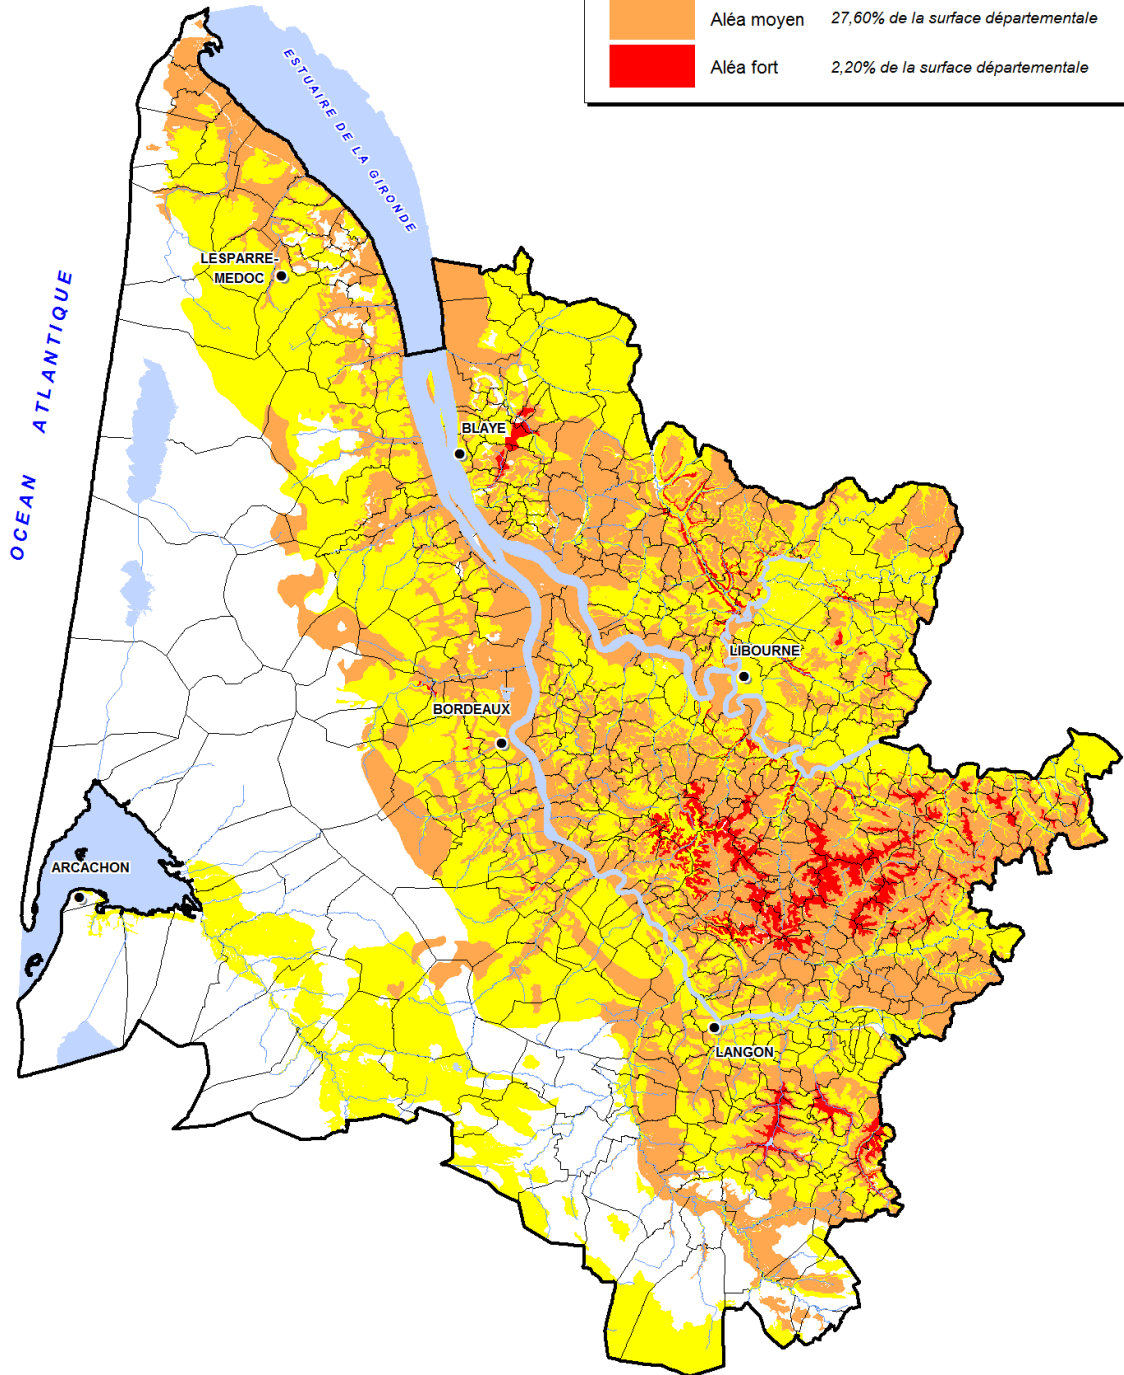 Aléa moyen 27,60% de la surface départementale
Aléa fort 2,20% de la surface départementale
ESTUAIRE DE LA GIRONDE
LESPARRE-
MEDOC
OCEAN ATLANTIQUE
BLAYE
LIBOURNE
BORDEAUX
ARCACHON
LANGON